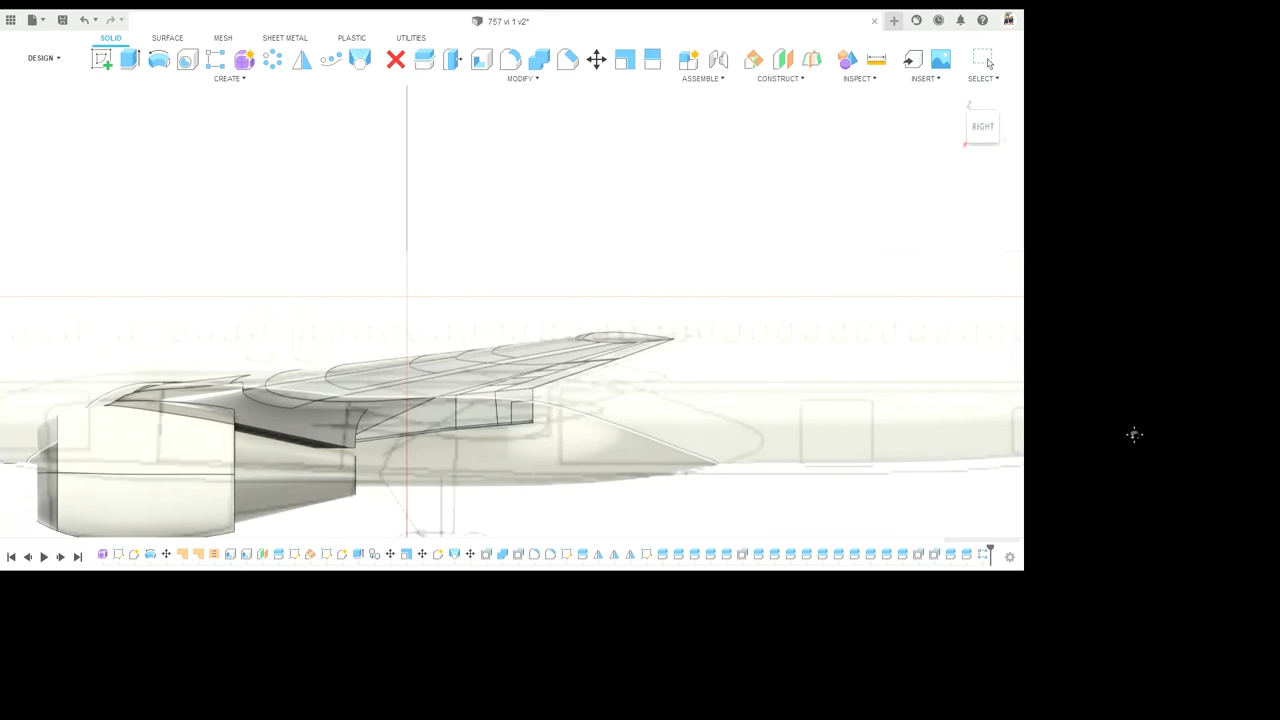 757 vi 1 v2*
SOLID SURFACE MESH SHEET METAL PLASTIC UTILITIES
DESIGN
CREATE MODIFY ASSEMBLE CONSTRUCT INSPECT INSERT SELECT
Z
RIGHT